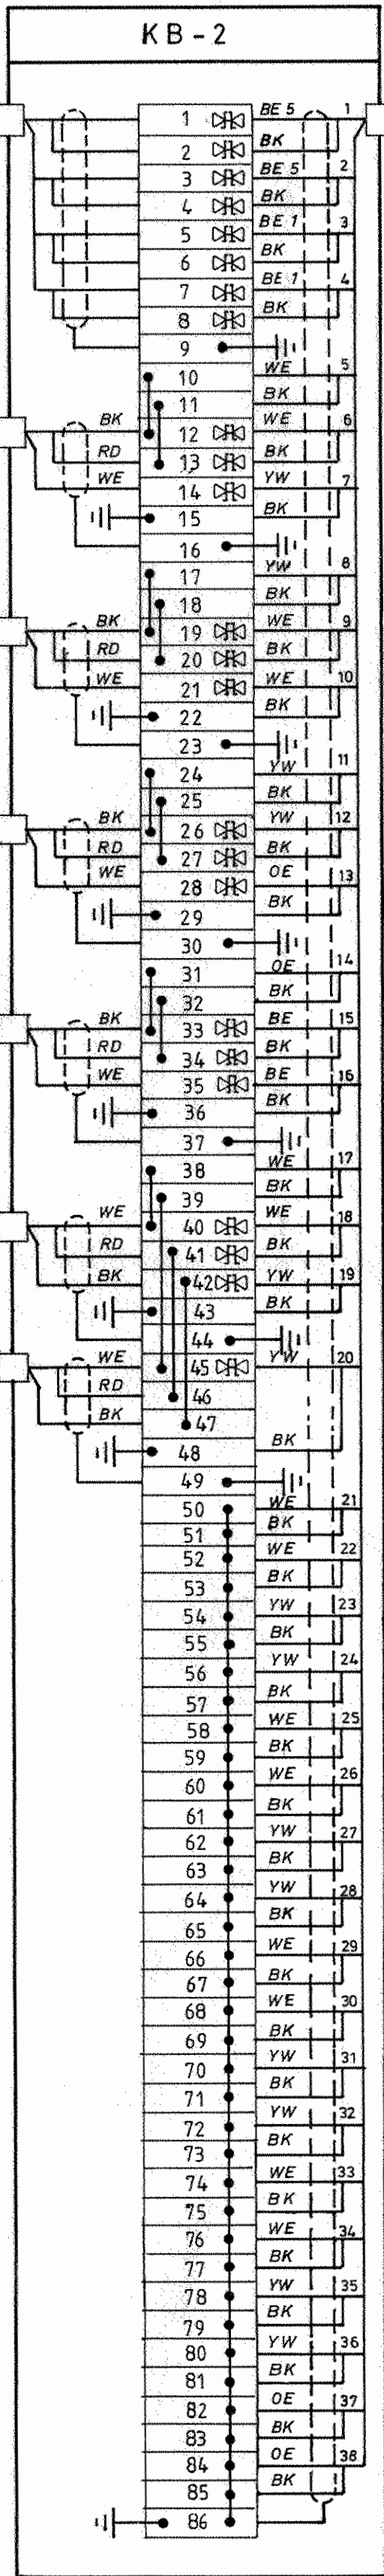 KB-2
1 BE 5 1
2 BK
3 BE 5 2
4 BK
5 BE 1 3
6 BK
7 BE 1 4
8 BK
9
10 WE 5
11 BK
BK 12 WE 6
RD 13 BK
WE 14 YW 7
15 BK
16
17 YW 8
18 BK
BK 19 WE 9
RD 20 BK
WE 21 WE 10
22 BK
23
24 YW 11
25 BK
BK 26 YW 12
RD 27 BK
WE 28 OE 13
29 BK
30
31 OE 14
32 BK
BK 33 BE 15
RD 34 BK
WE 35 BE 16
36 BK
37
38 WE 17
39 BK
WE 40 WE 18
RD 41 BK
BK 42 YW 19
43 BK
44
WE 45 YW 20
RD 46
BK 47
48 BK
49
50 WE 21
51 BK
52 WE 22
53 BK
54 YW 23
55 BK
56 YW 24
57 BK
58 WE 25
59 BK
60 WE 26
61 BK
62 YW 27
63 BK
64 YW 28
65 BK
66 WE 29
67 BK
68 WE 30
69 BK
70 YW 31
71 BK
72 YW 32
73 BK
74 WE 33
75 BK
76 WE 34
77 BK
78 YW 35
79 BK
80 YW 36
81 BK
82 OE 37
83 BK
84 OE 38
85 BK
86